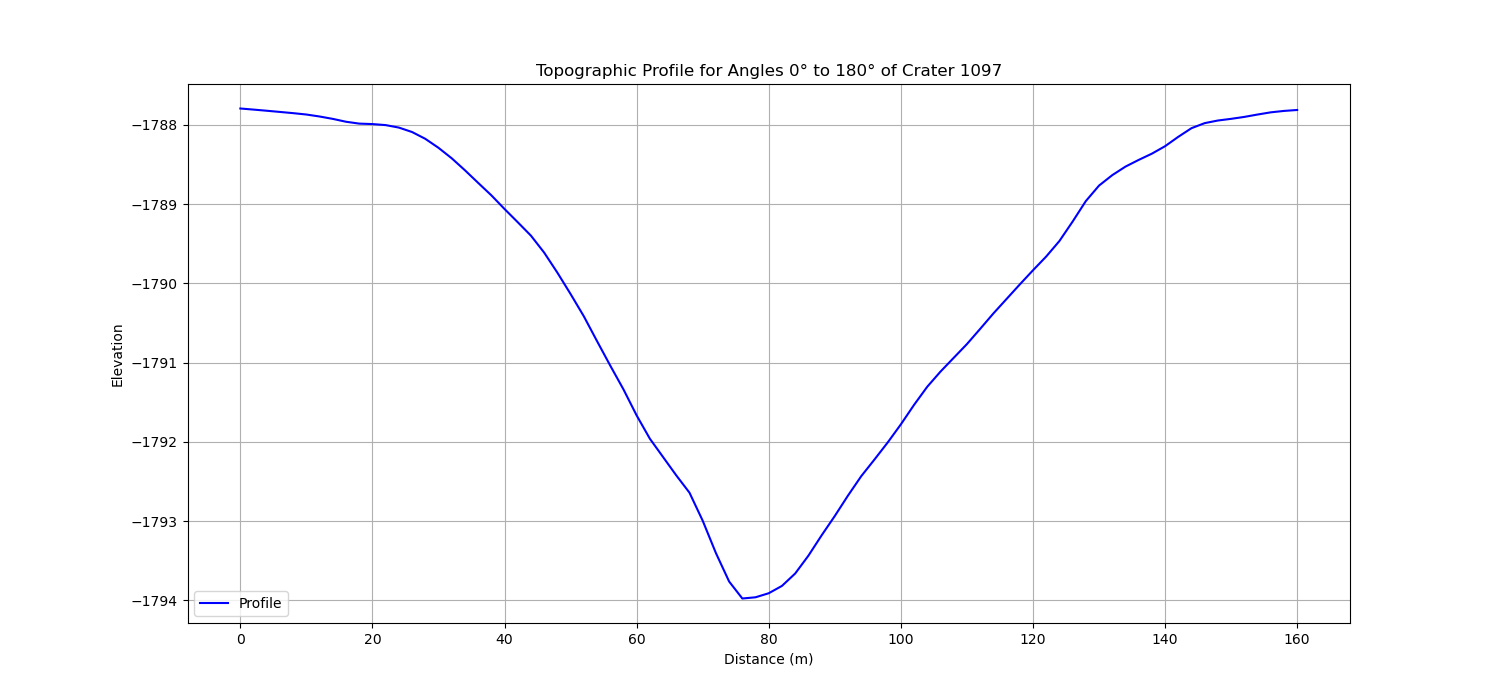 Topographic Profile for Angles 0° to 180° of Crater 1097
−1788
−1789
−1790
−1791
−1792
−1793
−1794
Elevation
Profile
0 20 40 60 80 100 120 140 160
Distance (m)